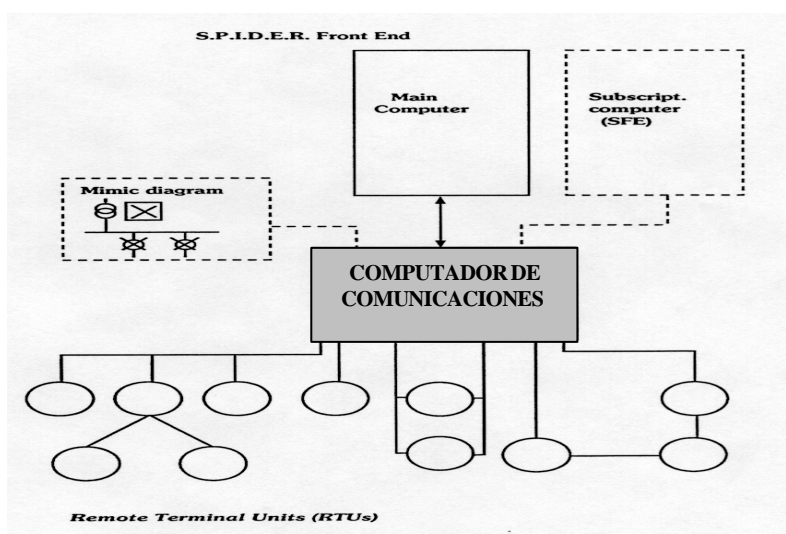 S.P.I.D.E.R. Front End
Main
Computer
Subscript.
computer
(SFE)
Mimic diagram
COMPUTADOR DE
COMUNICACIONES
Remote Terminal Units (RTUs)